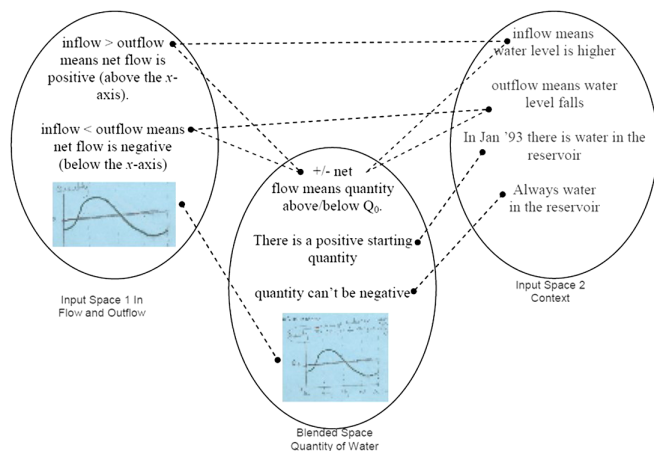 inflow > outflow
means net flow is
positive (above the x-
axis).
inflow < outflow means
net flow is negative
(below the x-axis)
Input Space 1 In
Flow and Outflow
+/- net
flow means quantity
above/below Q₀.
There is a positive starting
quantity
quantity can't be negative
Blended Space
Quantity of Water
inflow means
water level is higher
outflow means water
level falls
In Jan '93 there is water in the
reservoir
Always water
in the reservoir
Input Space 2
Context